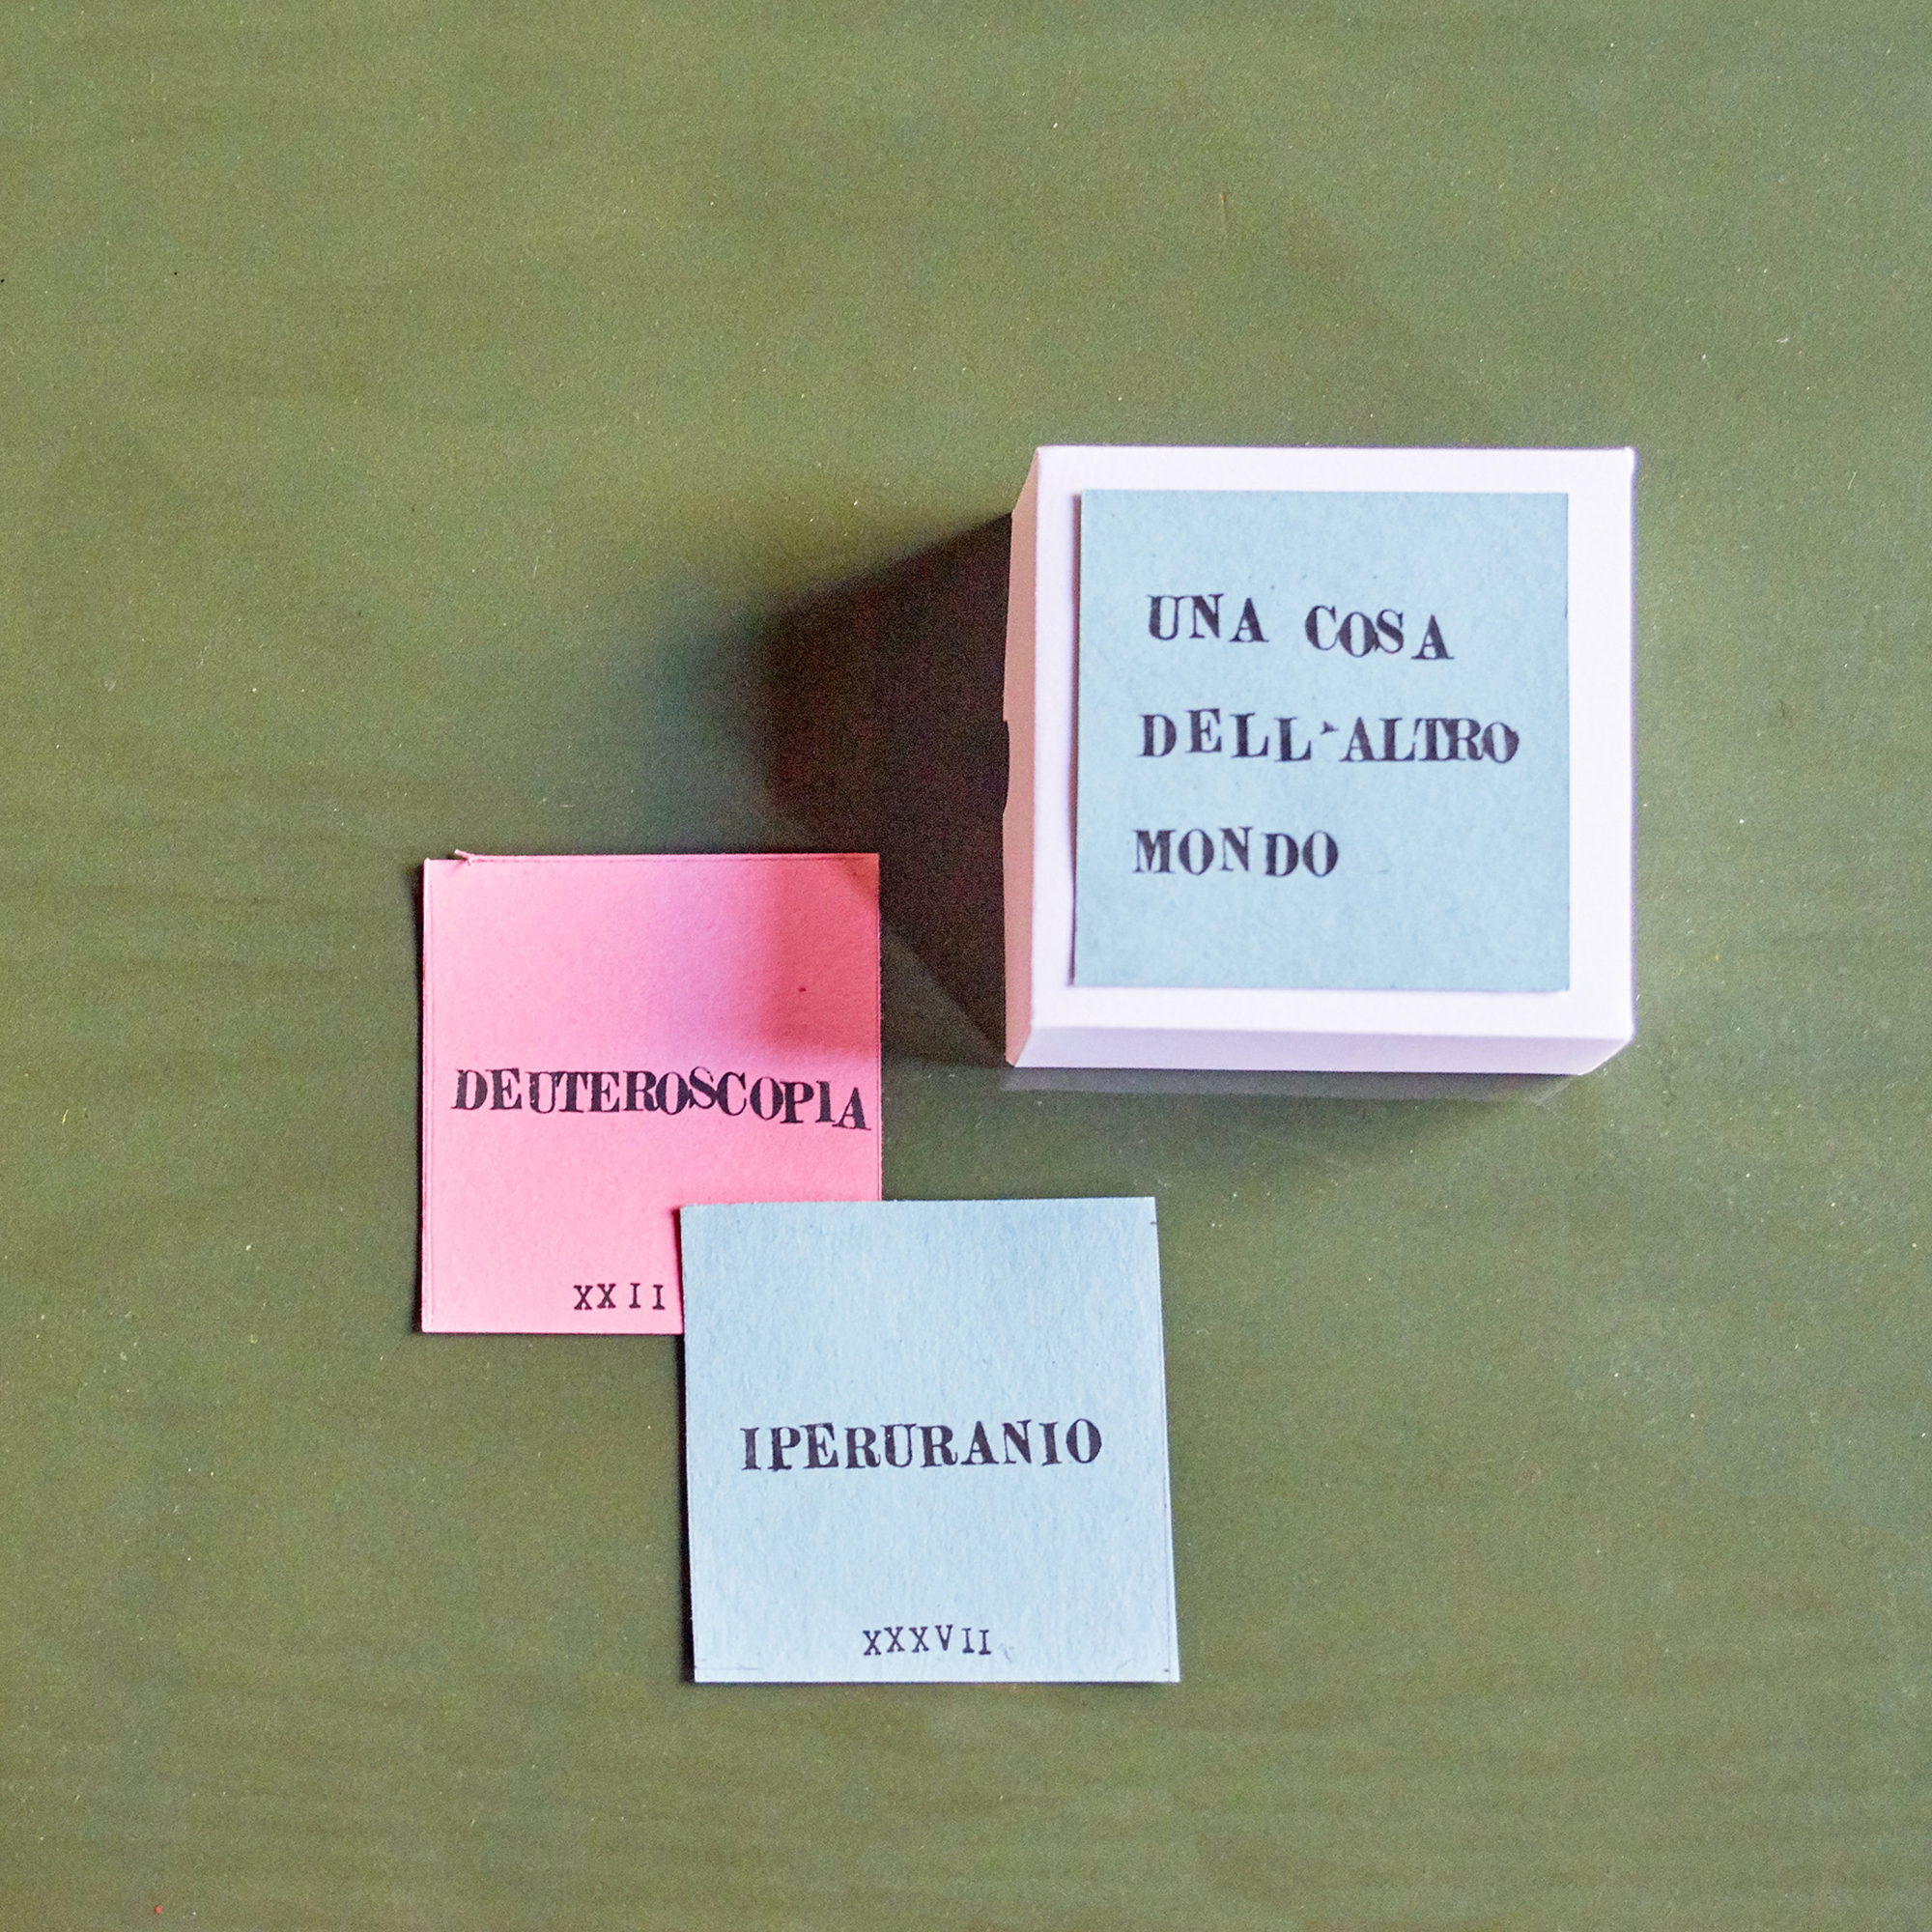 UNA COSA
DELL'ALTRO
MONDO
DEUTEROSCOPIA
XXII
IPERURANIO
XXXVII